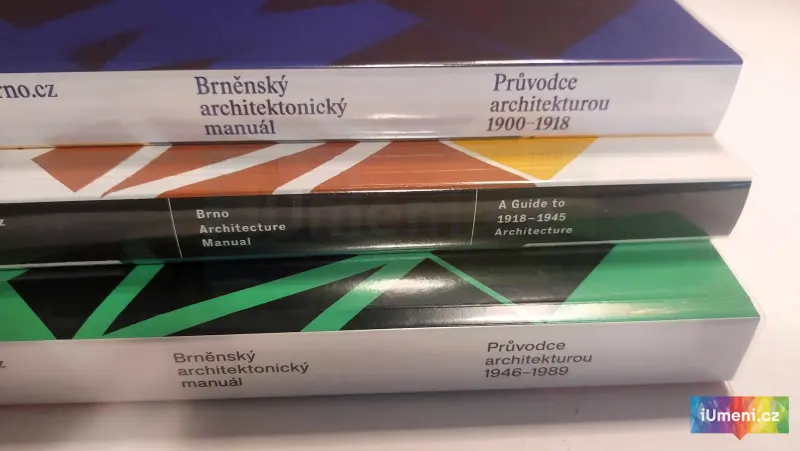 rno.cz
Brněnský
architektonický
manuál
Průvodce
architekturou
1900–1918
z
Brno
Architecture
Manual
A Guide to
1918–1945
Architecture
z
Brněnský
architektonický
manuál
Průvodce
architekturou
1946–1989
iUmeni.cz